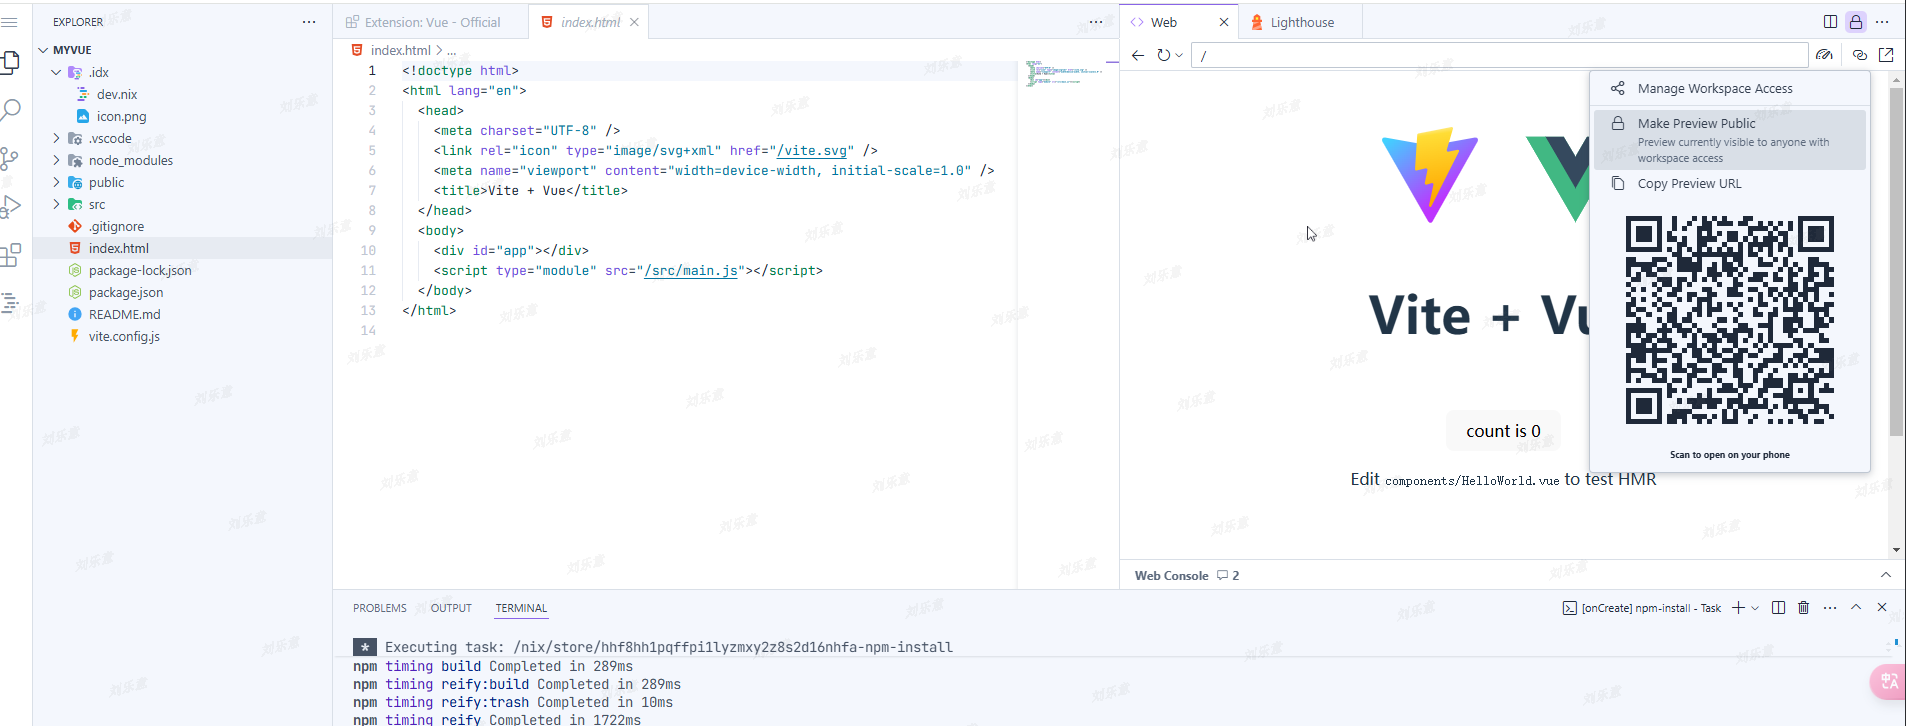 EXPLORER
MYVUE
.idx
dev.nix
icon.png
.vscode
node_modules
public
src
.gitignore
index.html
package-lock.json
package.json
README.md
vite.config.js
Extension: Vue - Official
index.html
index.html > ...
1 <!doctype html>
2 <html lang="en">
3 <head>
4 <meta charset="UTF-8" />
5 <link rel="icon" type="image/svg+xml" href="/vite.svg" />
6 <meta name="viewport" content="width=device-width, initial-scale=1.0" />
7 <title>Vite + Vue</title>
8 </head>
9 <body>
10 <div id="app"></div>
11 <script type="module" src="/src/main.js"></script>
12 </body>
13 </html>
14
Web
Lighthouse
/
Manage Workspace Access
Make Preview Public
Preview currently visible to anyone with
workspace access
Copy Preview URL
Scan to open on your phone
Vite + Vu
count is 0
Edit components/HelloWorld.vue to test HMR
Web Console 2
PROBLEMS OUTPUT TERMINAL
[onCreate] npm-install - Task
* Executing task: /nix/store/hhf8hh1pqffpi1lyzmxy2z8s2d16nhfa-npm-install
npm timing build Completed in 289ms
npm timing reify:build Completed in 289ms
npm timing reify:trash Completed in 10ms
npm timing reify Completed in 1722ms
中A
刘乐意